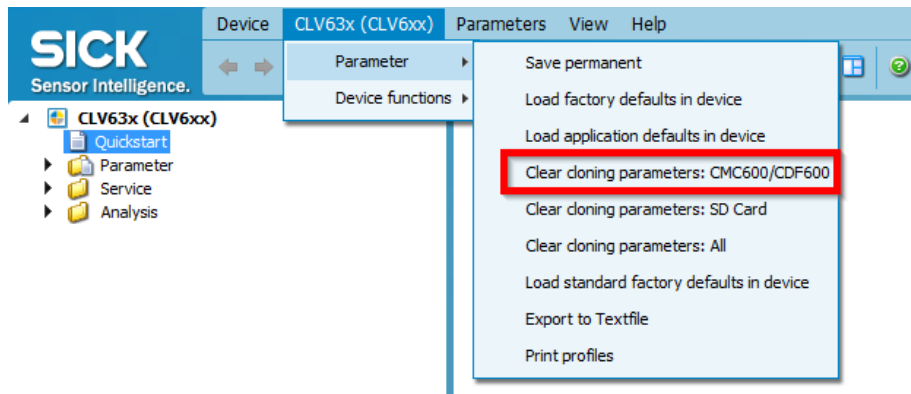 SICK
Sensor Intelligence.
Device CLV63x (CLV6xx) Parameters View Help
Parameter
Device functions
Save permanent
Load factory defaults in device
Load application defaults in device
Clear cloning parameters: CMC600/CDF600
Clear cloning parameters: SD Card
Clear cloning parameters: All
Load standard factory defaults in device
Export to Textfile
Print profiles
CLV63x (CLV6xx)
Quickstart
Parameter
Service
Analysis